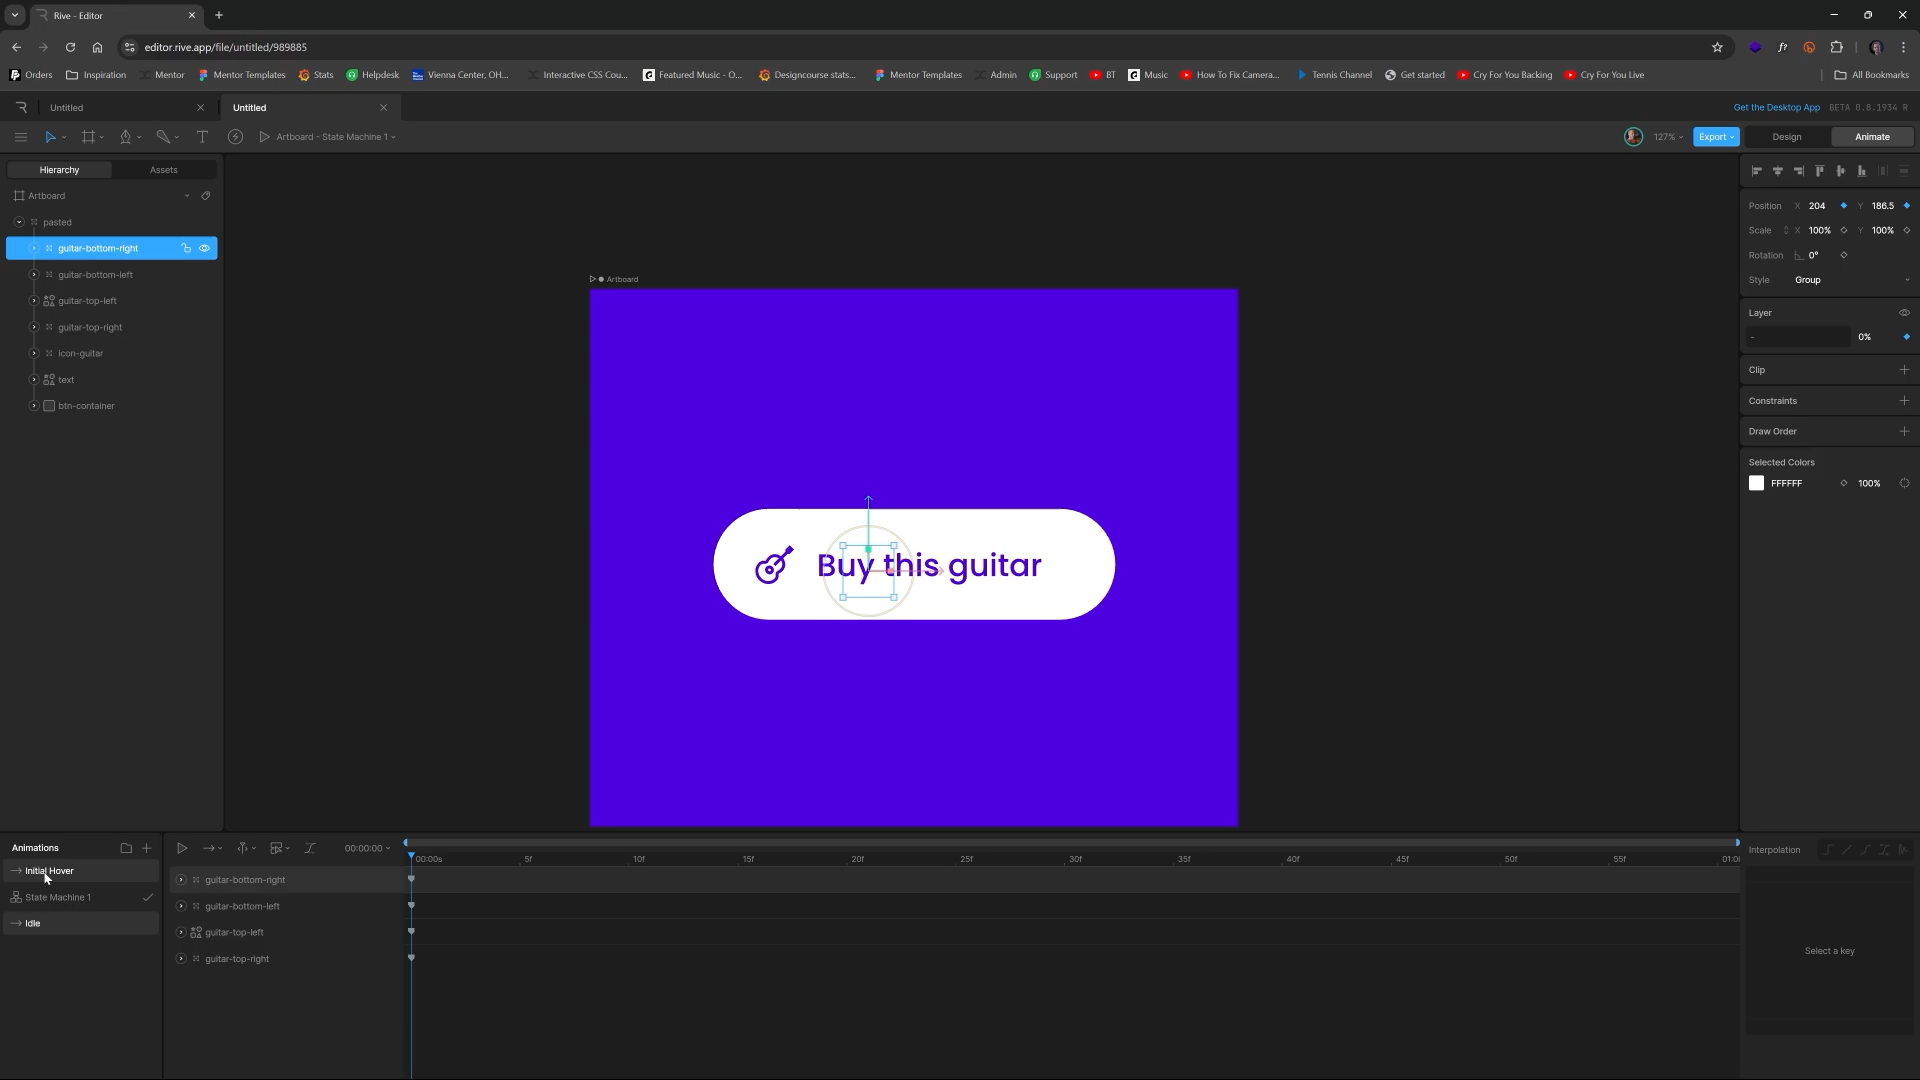 Rive - Editor
editor.rive.app/file/untitled/989885
Orders Inspiration Mentor Mentor Templates Stats Helpdesk Vienna Center, OH... Interactive CSS Cou... Featured Music - O... Designcourse stats... Mentor Templates Admin Support BT Music How To Fix Camera... Tennis Channel Get started Cry For You Backing Cry For You Live All Bookmarks
Untitled Untitled Get the Desktop App BETA 0.8.1934 R
Artboard - State Machine 1 127% Export Design Animate
Hierarchy Assets
Artboard
pasted
guitar-bottom-right
guitar-bottom-left
guitar-top-left
guitar-top-right
icon-guitar
text
btn-container
Artboard
Buy this guitar
Position X 204 Y 186.5
Scale X 100% Y 100%
Rotation 0°
Style Group
Layer
- 0%
Clip
Constraints
Draw Order
Selected Colors
FFFFFF 100%
Animations
Initial Hover
State Machine 1
Idle
00:00:00
00:00s 5f 10f 15f 20f 25f 30f 35f 40f 45f 50f 55f 01:0
guitar-bottom-right
guitar-bottom-left
guitar-top-left
guitar-top-right
Interpolation
Select a key